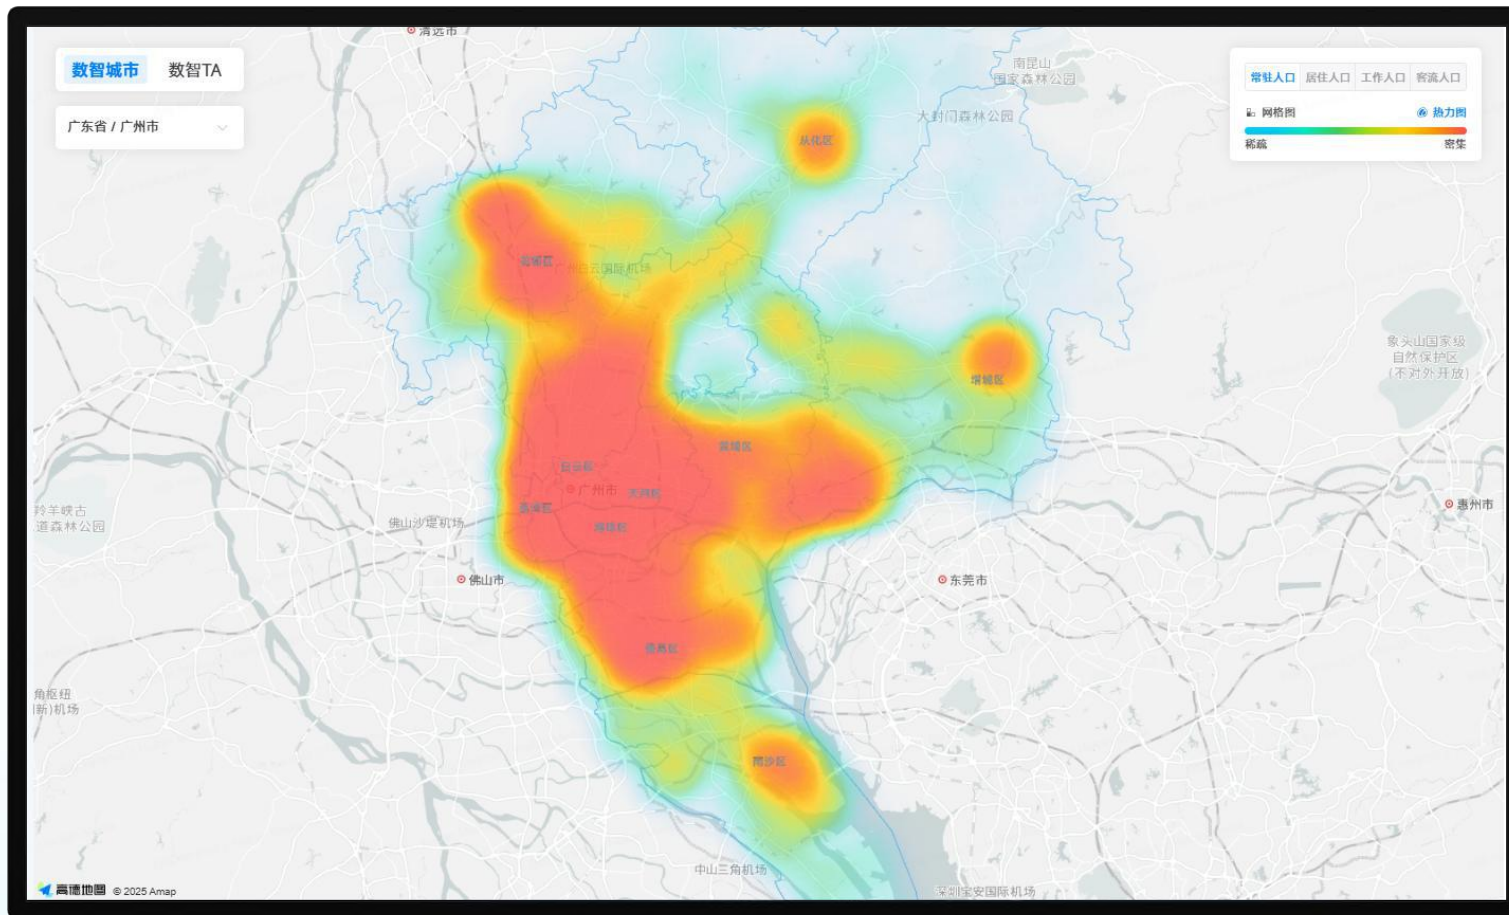 清远市
数智城市 数智TA
广东省 / 广州市
南昆山
国家森林公园
常驻人口 居住人口 工作人口 客流人口
网格图 热力图
稀疏 密集
大封门森林公园
从化区
花都区
州白云国际机场
象头山国家级
自然保护区
(不对外开放)
增城区
黄埔区
白云区
广州市 天河区
荔湾区
海珠区
羚羊峡古
道森林公园
佛山沙堤机场
惠州市
佛山市
东莞市
番禺区
角枢纽
新)机场
南沙区
中山三角机场
高德地图 © 2025 Amap
深圳宝安国际机场